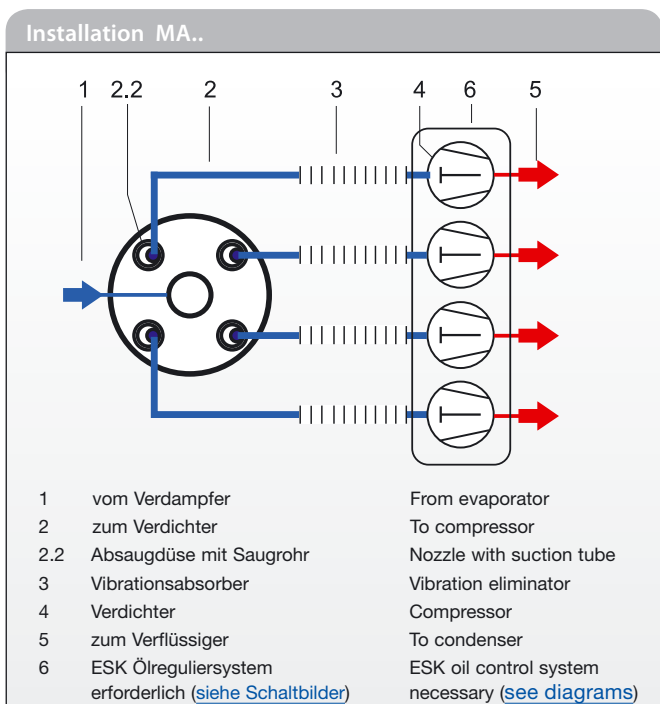 Installation MA..
1 2.2 2 3 4 6 5
1 vom Verdampfer From evaporator
2 zum Verdichter To compressor
2.2 Absaugdüse mit Saugrohr Nozzle with suction tube
3 Vibrationsabsorber Vibration eliminator
4 Verdichter Compressor
5 zum Verflüssiger To condenser
6 ESK Ölreguliersystem ESK oil control system
erforderlich (siehe Schaltbilder) necessary (see diagrams)